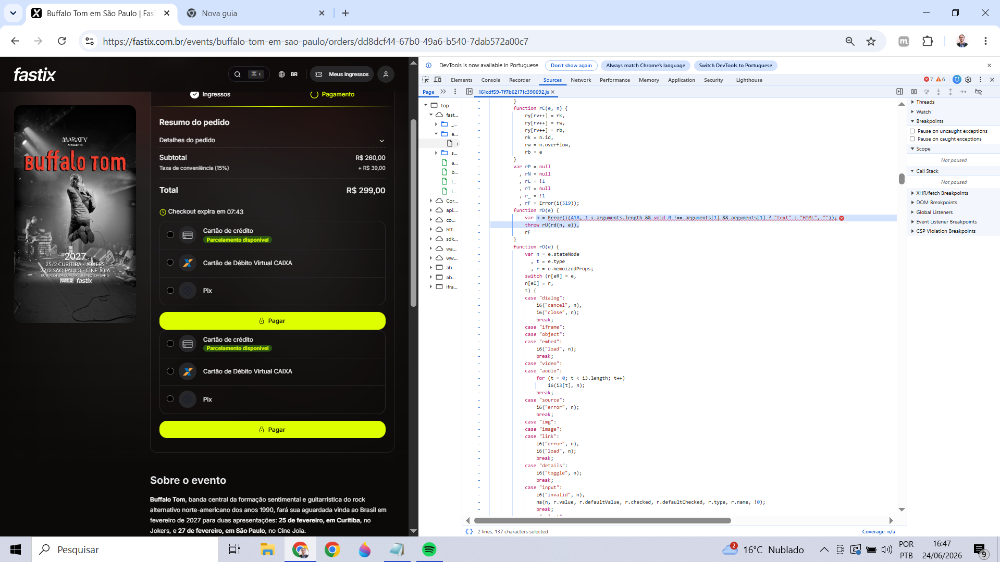 Buffalo Tom em São Paulo | Fas
Nova guia
https://fastix.com.br/events/buffalo-tom-em-sao-paulo/orders/dd8dcf44-67b0-49a6-b540-7dab572a00c7
fastix
⌘ K
BR
Meus Ingressos
Ingressos
Pagamento
MARATY
APRESENTA
BUFFALO TOM
2027
25/2 CURITIBA - JOKERS
27/2 SÃO PAULO - CINE JOIA
fastix
Resumo do pedido
Detalhes do pedido
Subtotal
R$ 260,00
Taxa de conveniência (15%)
+ R$ 39,00
Total
R$ 299,00
Checkout expira em 07:43
Cartão de crédito
Parcelamento disponível
Cartão de Débito Virtual CAIXA
Pix
Pagar
Cartão de crédito
Parcelamento disponível
Cartão de Débito Virtual CAIXA
Pix
Pagar
Sobre o evento
Buffalo Tom, banda central da formação sentimental e guitarrística do rock
alternativo norte-americano dos anos 1990, fará sua aguardada vinda ao Brasil em
fevereiro de 2027 para duas apresentações: 25 de fevereiro, em Curitiba, no
Jokers, e 27 de fevereiro, em São Paulo, no Cine Joia.
DevTools is now available in Portuguese
Don't show again
Always match Chrome's language
Switch DevTools to Portuguese
Elements
Console
Recorder
Sources
Network
Performance
Memory
Application
Security
Lighthouse
7
6
Page
161cdf59-7f7b62171c390692.js
top
fast...
_...
e...
c
s...
a...
b...
l...
l...
Cor...
api...
co...
htt...
sdk...
wa...
ww...
ab...
ab...
ifra...
}
function rC(e, n) {
ry[rv++] = rk,
ry[rv++] = rw,
ry[rv++] = rb,
rk = n.id,
rw = n.overflow,
rb = e
}
var rP = null
, rN = null
, rL = !1
, rT = null
, r_ = !1
, rF = Error(i(519));
function rD(e) {
var n = Error(i(418, 1 < arguments.length && void 0 !== arguments[1] && arguments[1] ? "text" : "HTML", ""));
throw rU(rd(n, e)),
rF
}
function rO(e) {
var n = e.stateNode
, t = e.type
, r = e.memoizedProps;
switch (n[eR] = e,
n[eI] = r,
t) {
case "dialog":
i6("cancel", n),
i6("close", n);
break;
case "iframe":
case "object":
case "embed":
i6("load", n);
break;
case "video":
case "audio":
for (t = 0; t < i3.length; t++)
i6(i3[t], n);
break;
case "source":
i6("error", n);
break;
case "img":
case "image":
case "link":
i6("error", n),
i6("load", n);
break;
case "details":
i6("toggle", n);
break;
case "input":
i6("invalid", n),
na(n, r.value, r.defaultValue, r.checked, r.defaultChecked, r.type, r.name, !0);
break;
{ } 2 lines, 137 characters selected
Coverage: n/a
Threads
Watch
Breakpoints
Pause on uncaught exceptions
Pause on caught exceptions
Scope
Not paused
Call Stack
Not paused
XHR/fetch Breakpoints
DOM Breakpoints
Global Listeners
Event Listener Breakpoints
CSP Violation Breakpoints
Pesquisar
2
16°C Nublado
POR
PTB
16:47
24/06/2026
9